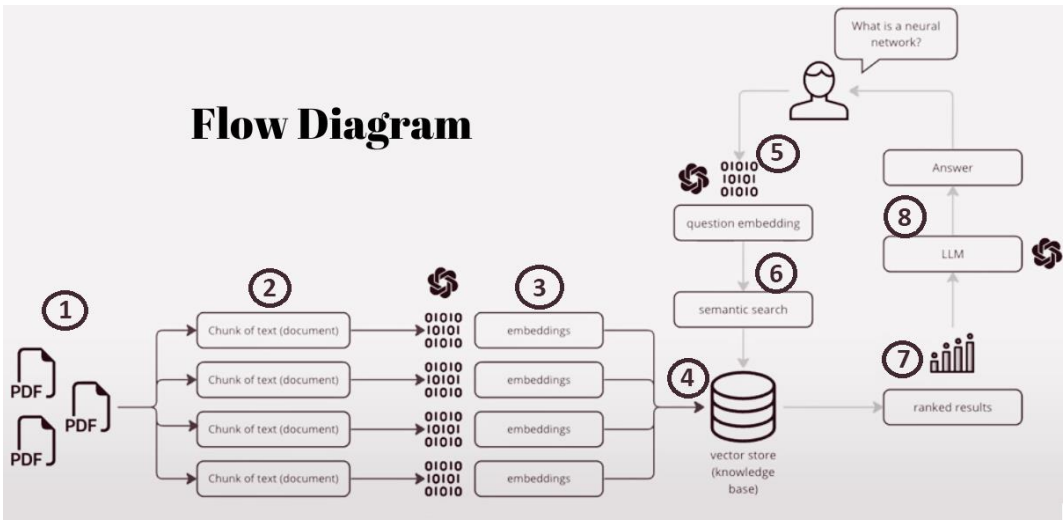 What is a neural
network?
Flow Diagram
5
01010
10101
01010
Answer
question embedding
8
LLM
6
1
2
3
semantic search
Chunk of text (document)
01010
10101
01010
embeddings
Chunk of text (document)
01010
10101
01010
embeddings
Chunk of text (document)
01010
10101
01010
embeddings
Chunk of text (document)
01010
10101
01010
embeddings
PDF
PDF
PDF
4
vector store
(knowledge
base)
7
ranked results